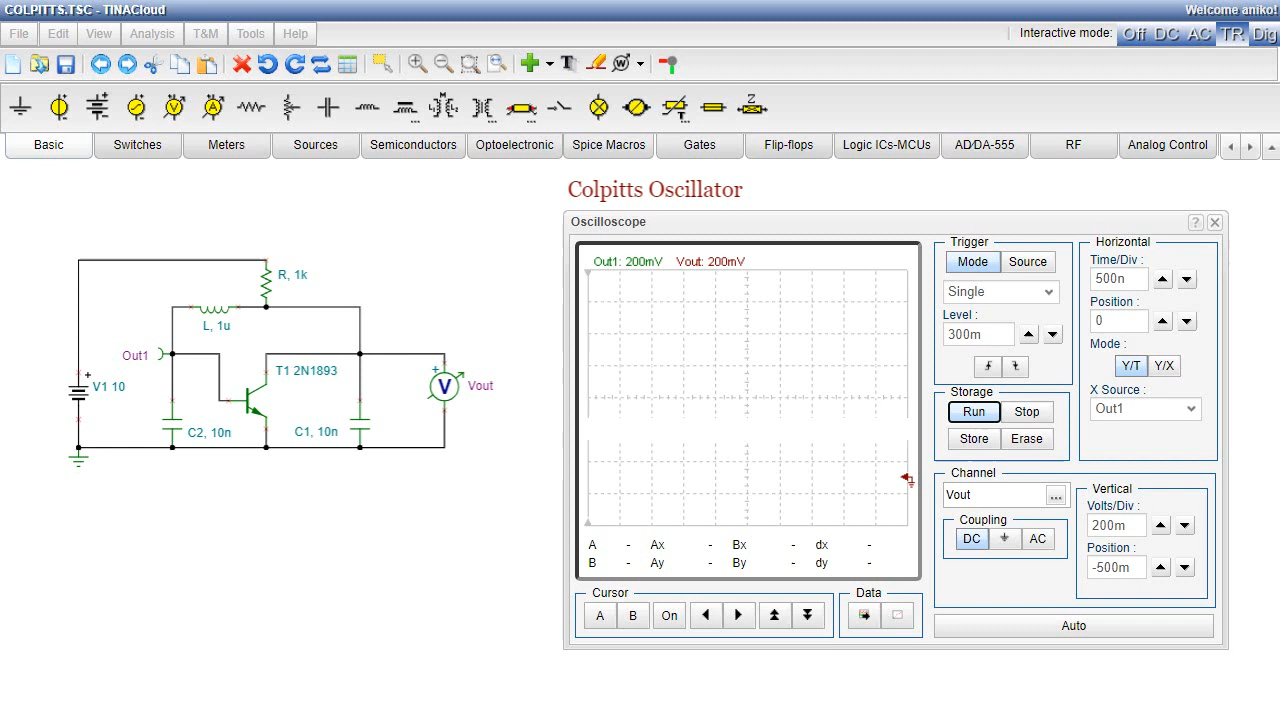 COLPITTS.TSC - TINACloud
Welcome aniko!
File Edit View Analysis T&M Tools Help
Interactive mode: Off DC AC TR Dig
Basic Switches Meters Sources Semiconductors Optoelectronic Spice Macros Gates Flip-flops Logic ICs-MCUs AD/DA-555 RF Analog Control
Colpitts Oscillator
R, 1k
L, 1u
Out1
T1 2N1893
V1 10
+
+
V
Vout
C2, 10n
C1, 10n
Oscilloscope
Out1: 200mV Vout: 200mV
A - Ax - Bx - dx -
B - Ay - By - dy -
Cursor
A B On
Data
Trigger
Mode Source
Single
Level :
300m
Storage
Run Stop
Store Erase
Horizontal
Time/Div :
500n
Position :
0
Mode :
Y/T Y/X
X Source :
Out1
Channel
Vout ...
Coupling
DC AC
Vertical
Volts/Div :
200m
Position :
-500m
Auto